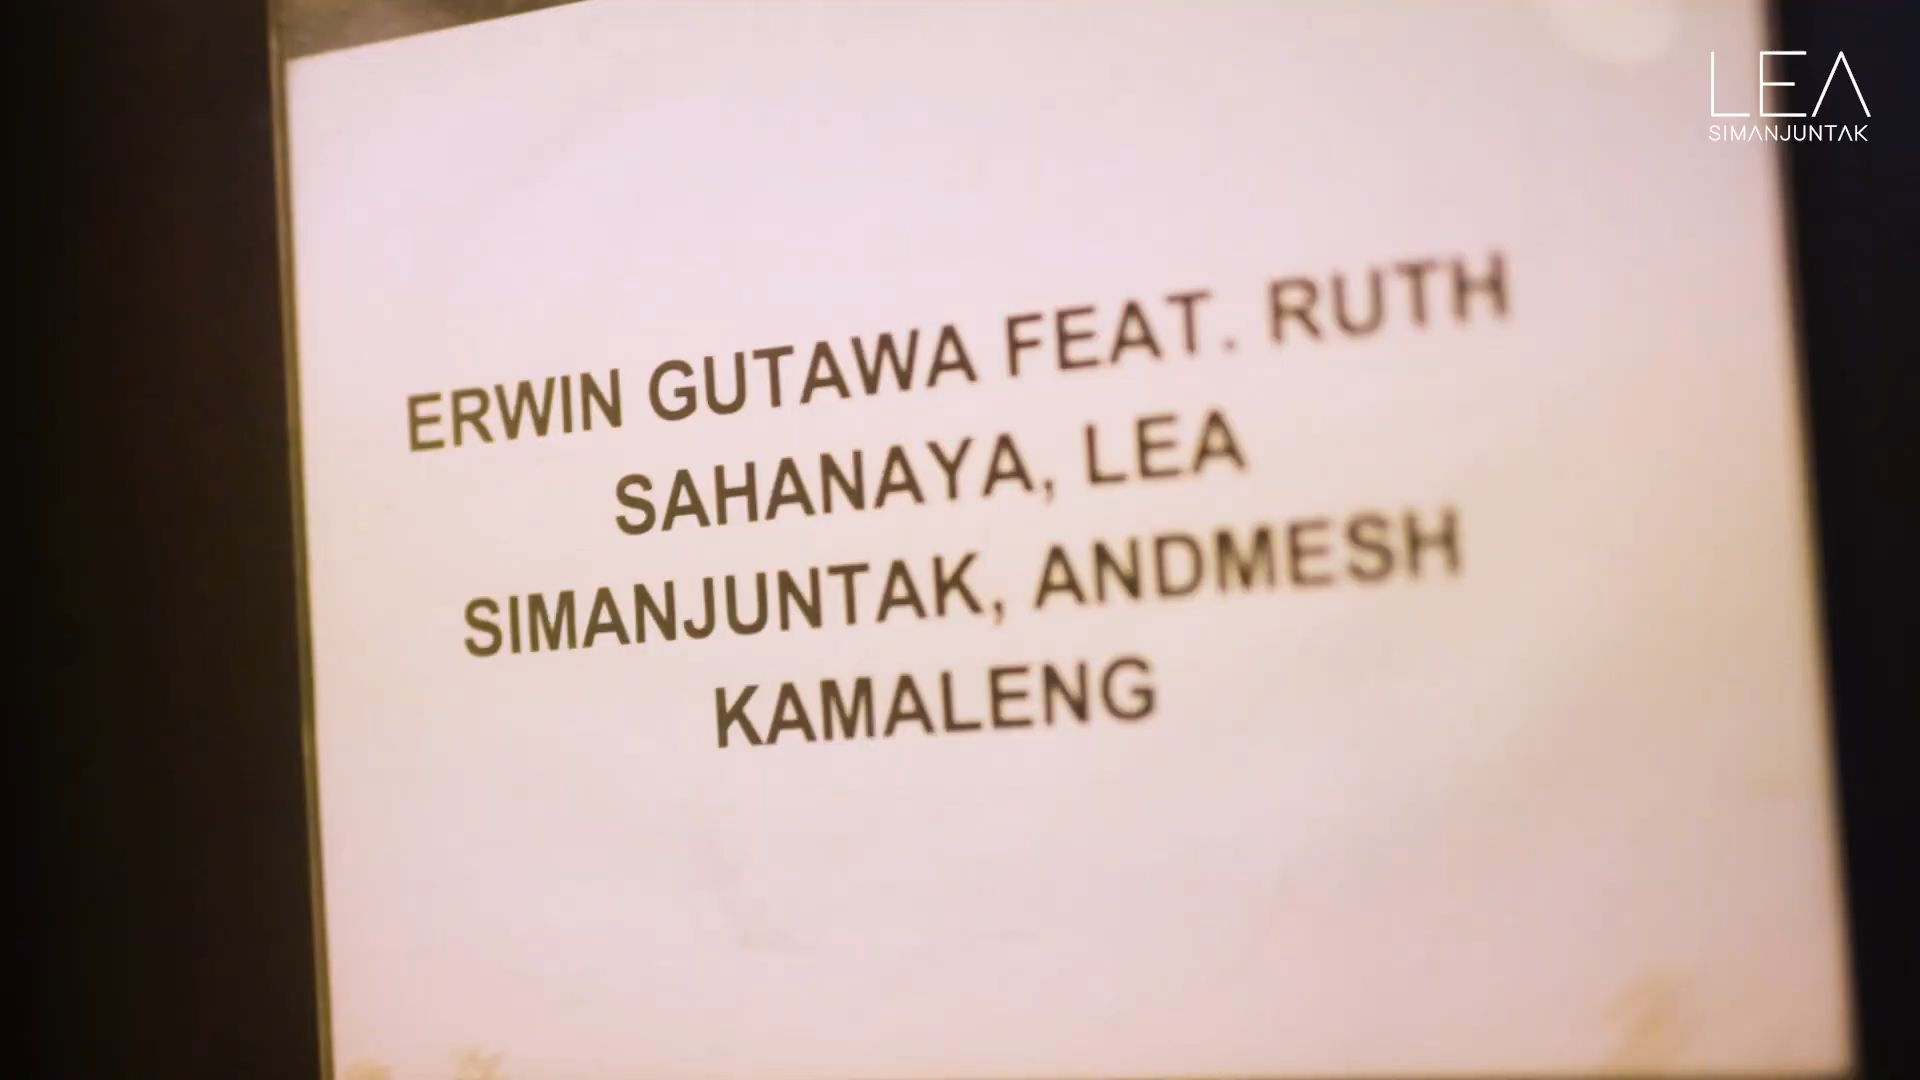 LEA
SIMANJUNTAK
ERWIN GUTAWA FEAT. RUTH
SAHANAYA, LEA
SIMANJUNTAK, ANDMESH
KAMALENG